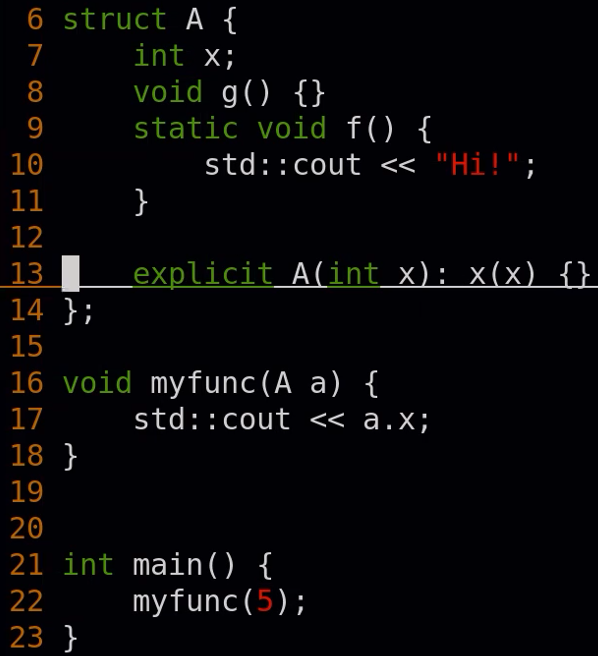 6 struct A {
7     int x;
8     void g() {}
9     static void f() {
10         std::cout << "Hi!";
11     }
12
13     explicit A(int x): x(x) {}
14 };
15
16 void myfunc(A a) {
17     std::cout << a.x;
18 }
19
20
21 int main() {
22     myfunc(5);
23 }